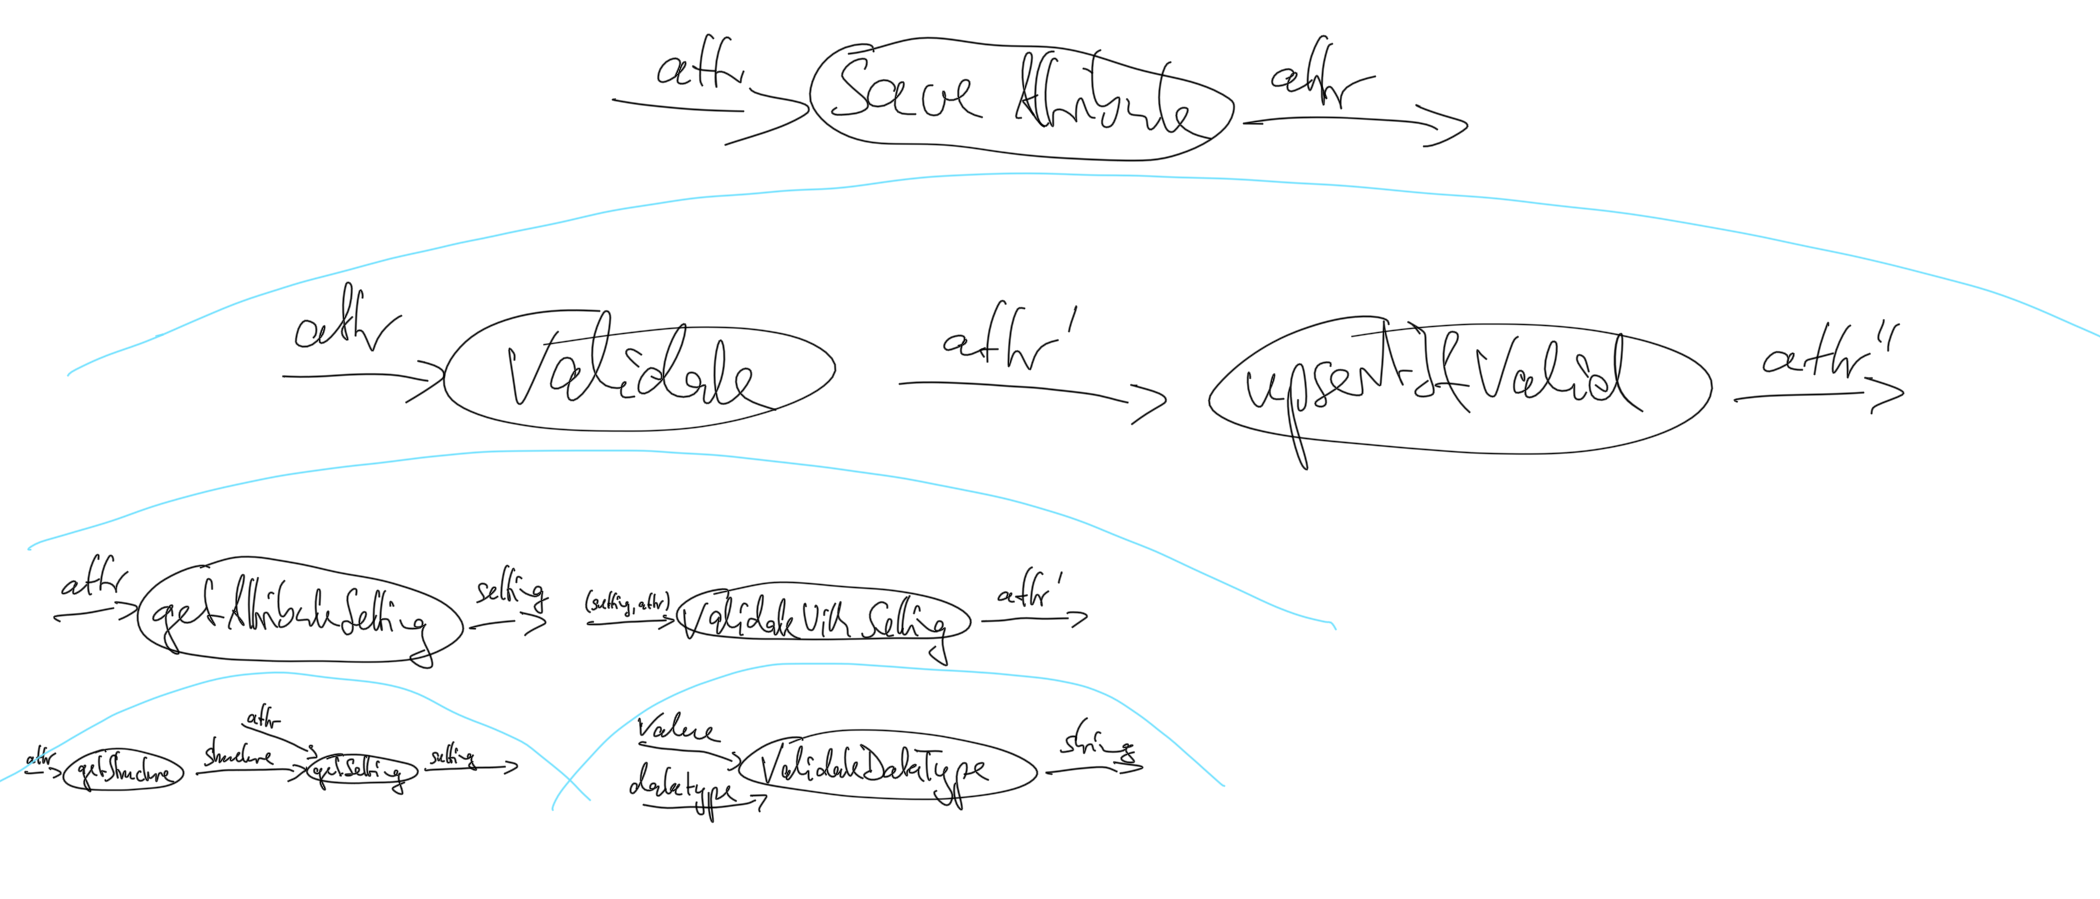 attr Save Attribute attr
attr Validate attr' upsertIfValid attr''
attr getAttributeSetting setting (setting, attr) ValidateWithSetting attr'
attr
attr getStructure structure getSetting setting
Value ValidateDataType string
datatype